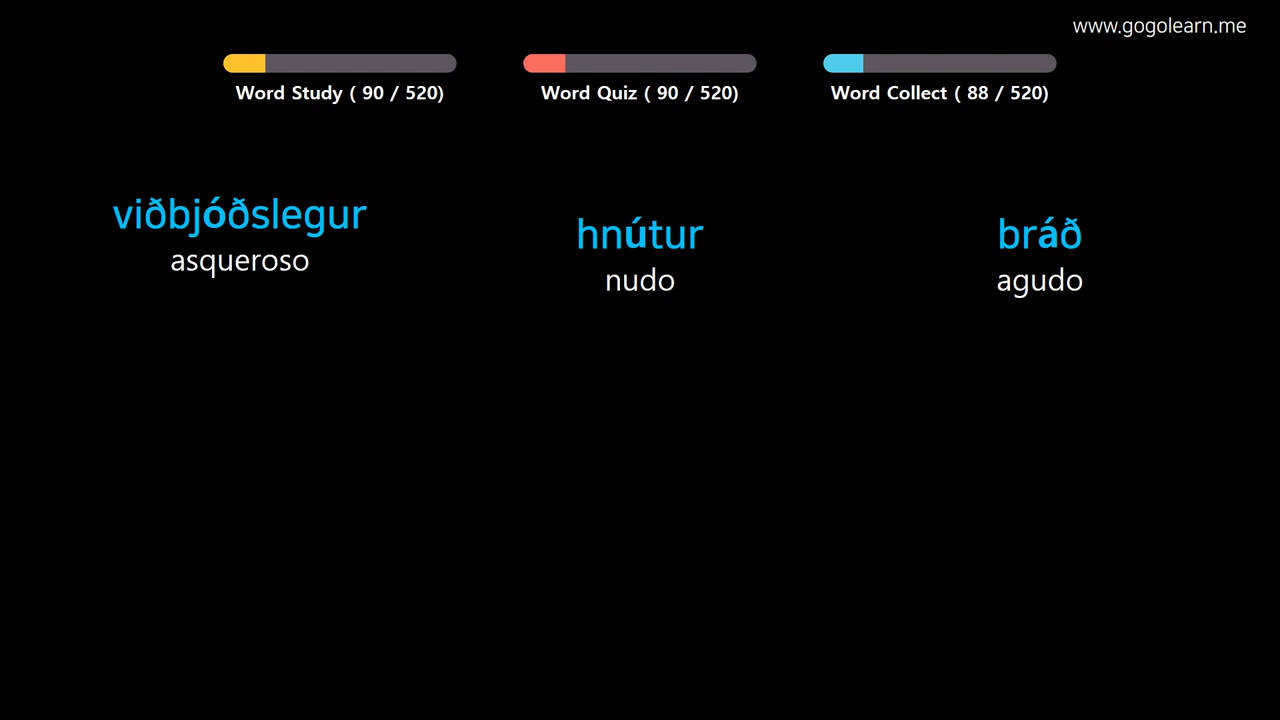 www.gogolearn.me
Word Study ( 90 / 520)
Word Quiz ( 90 / 520)
Word Collect ( 88 / 520)
viðbjóðslegur
asqueroso
hnútur
nudo
bráð
agudo